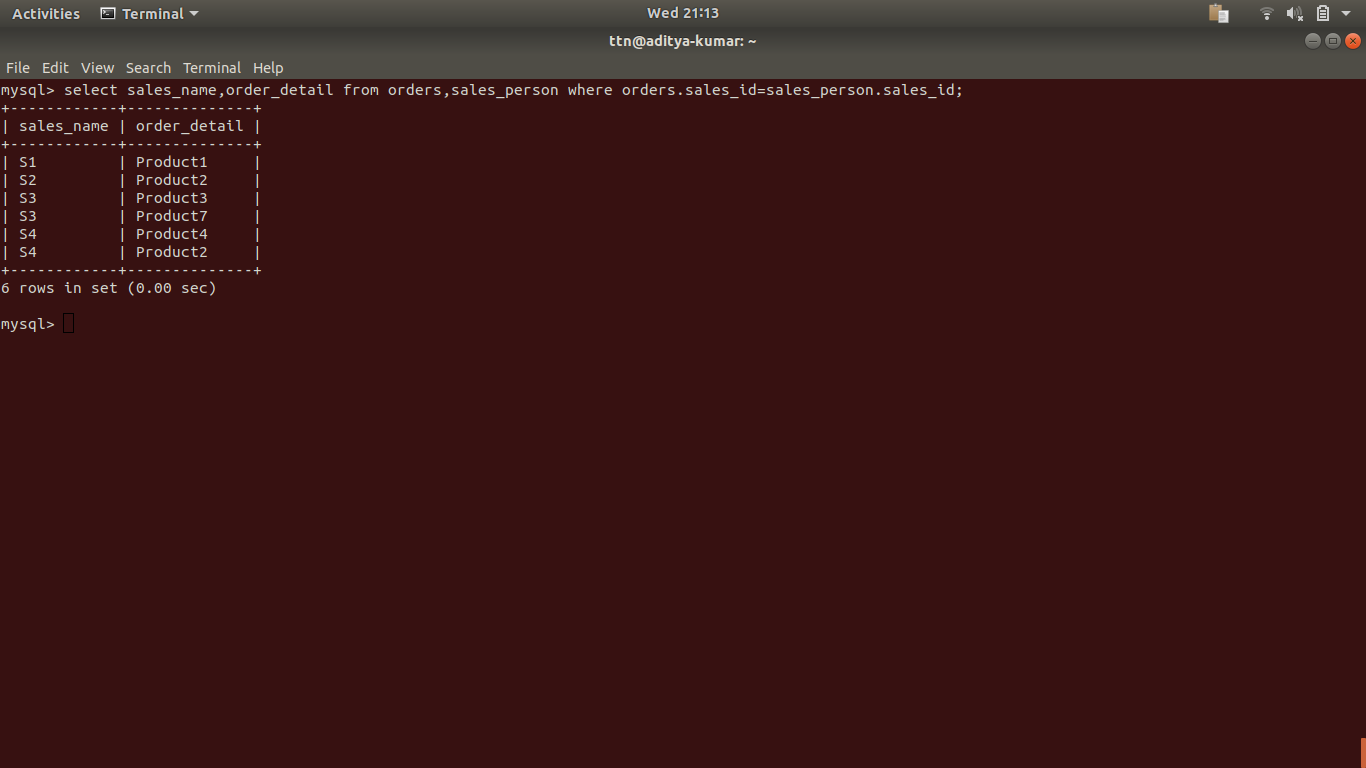 Activities Terminal Wed 21:13
ttn@aditya-kumar: ~
File Edit View Search Terminal Help
mysql> select sales_name,order_detail from orders,sales_person where orders.sales_id=sales_person.sales_id;
+------------+--------------+
| sales_name | order_detail |
+------------+--------------+
| S1         | Product1     |
| S2         | Product2     |
| S3         | Product3     |
| S3         | Product7     |
| S4         | Product4     |
| S4         | Product2     |
+------------+--------------+
6 rows in set (0.00 sec)
mysql>